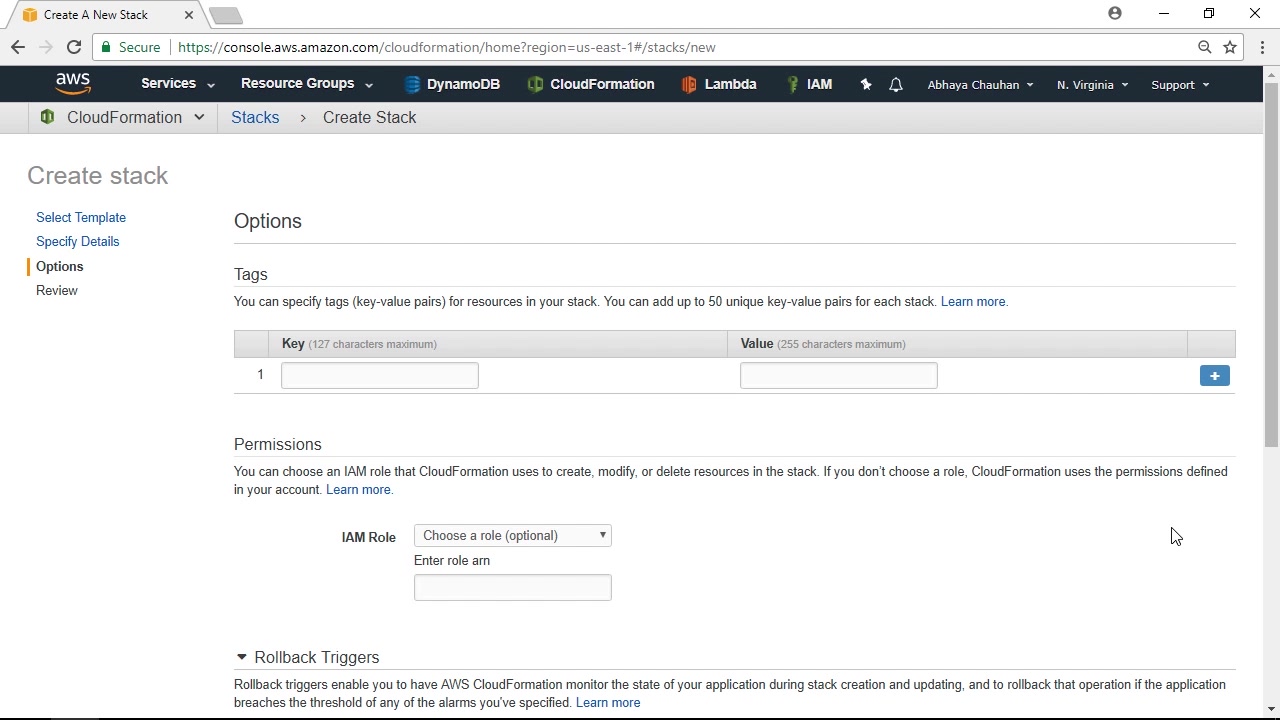 Create A New Stack
Secure
https://console.aws.amazon.com/cloudformation/home?region=us-east-1#/stacks/new
aws
Services
Resource Groups
DynamoDB
CloudFormation
Lambda
IAM
Abhaya Chauhan
N. Virginia
Support
CloudFormation
Stacks > Create Stack
Create stack
Select Template
Specify Details
Options
Review
Options
Tags
You can specify tags (key-value pairs) for resources in your stack. You can add up to 50 unique key-value pairs for each stack. Learn more.
Key (127 characters maximum)
Value (255 characters maximum)
1
+
Permissions
You can choose an IAM role that CloudFormation uses to create, modify, or delete resources in the stack. If you don't choose a role, CloudFormation uses the permissions defined
in your account. Learn more.
IAM Role
Choose a role (optional)
Enter role arn
Rollback Triggers
Rollback triggers enable you to have AWS CloudFormation monitor the state of your application during stack creation and updating, and to rollback that operation if the application
breaches the threshold of any of the alarms you've specified. Learn more